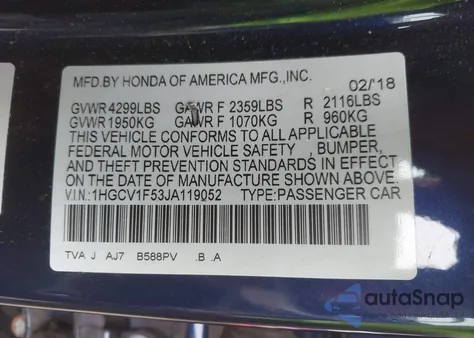 MFD.BY HONDA OF AMERICA MFG.,INC.
02/'18
GVWR 4299LBS GAWR F 2359LBS R 2116LBS
GVWR 1950KG GAWR F 1070KG R 960KG
THIS VEHICLE CONFORMS TO ALL APPLICABLE
FEDERAL MOTOR VEHICLE SAFETY , BUMPER,
AND THEFT PREVENTION STANDARDS IN EFFECT
ON THE DATE OF MANUFACTURE SHOWN ABOVE.
V.I.N.:1HGCV1F53JA119052 TYPE:PASSENGER CAR
TVA J AJ7 B588PV .B .A
autoSnap